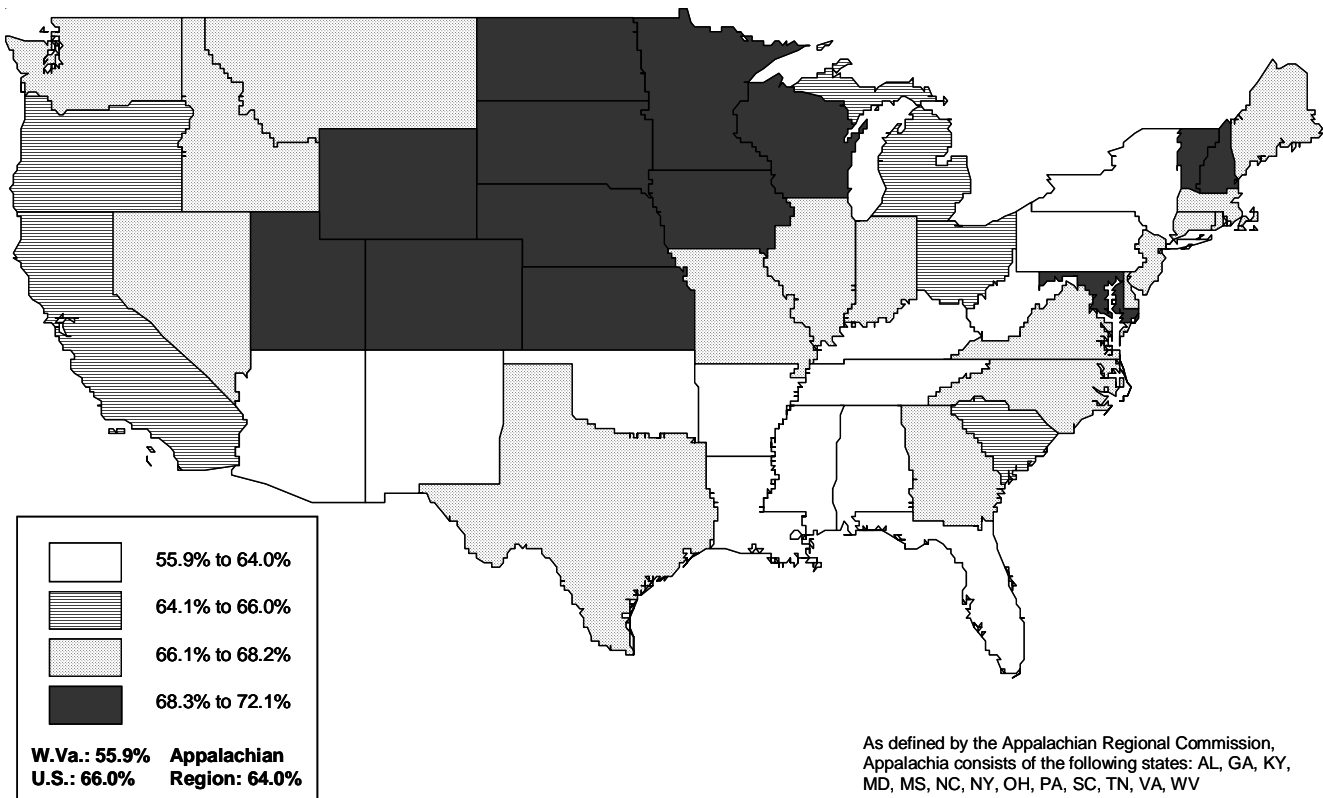 55.9% to 64.0%
64.1% to 66.0%
66.1% to 68.2%
68.3% to 72.1%
W.Va.: 55.9% Appalachian
U.S.: 66.0% Region: 64.0%
As defined by the Appalachian Regional Commission,
Appalachia consists of the following states: AL, GA, KY,
MD, MS, NC, NY, OH, PA, SC, TN, VA, WV